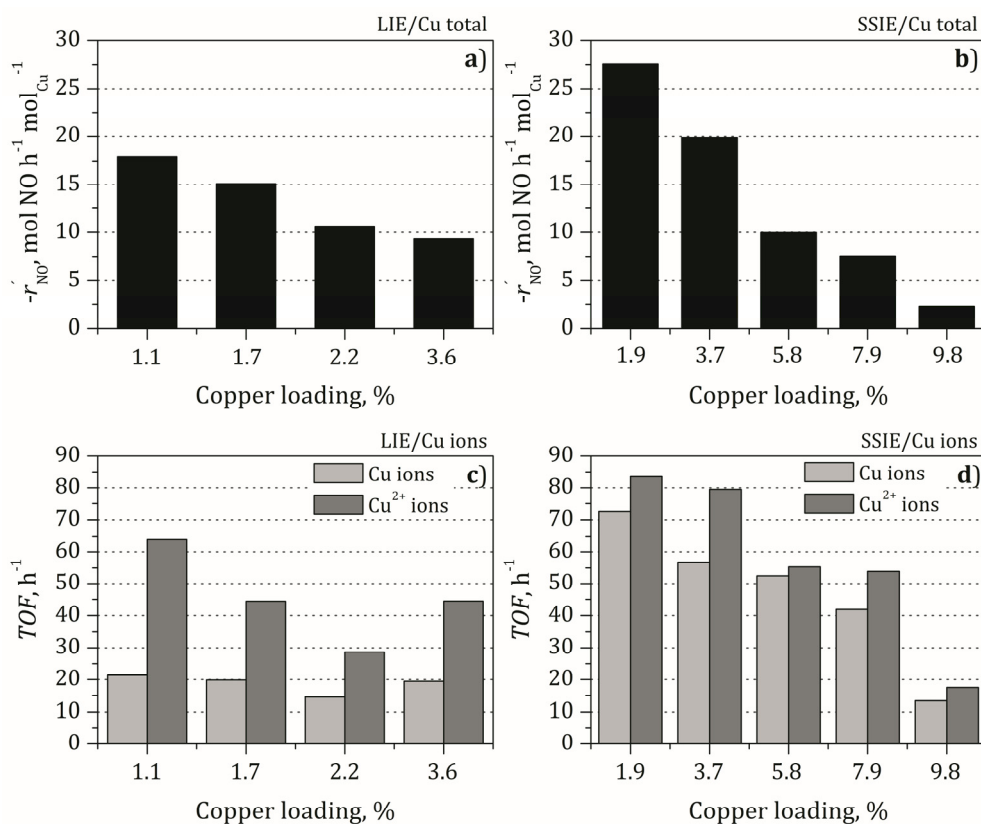 LIE/Cu total
a)
30
25
20
15
10
5
0
-r´NO, mol NO h⁻¹ molCu⁻¹
1.1 1.7 2.2 3.6
Copper loading, %
SSIE/Cu total
b)
30
25
20
15
10
5
0
-r´NO, mol NO h⁻¹ molCu⁻¹
1.9 3.7 5.8 7.9 9.8
Copper loading, %
LIE/Cu ions
c)
Cu ions
Cu²⁺ ions
90
80
70
60
50
40
30
20
10
0
TOF, h⁻¹
1.1 1.7 2.2 3.6
Copper loading, %
SSIE/Cu ions
d)
Cu ions
Cu²⁺ ions
90
80
70
60
50
40
30
20
10
0
TOF, h⁻¹
1.9 3.7 5.8 7.9 9.8
Copper loading, %